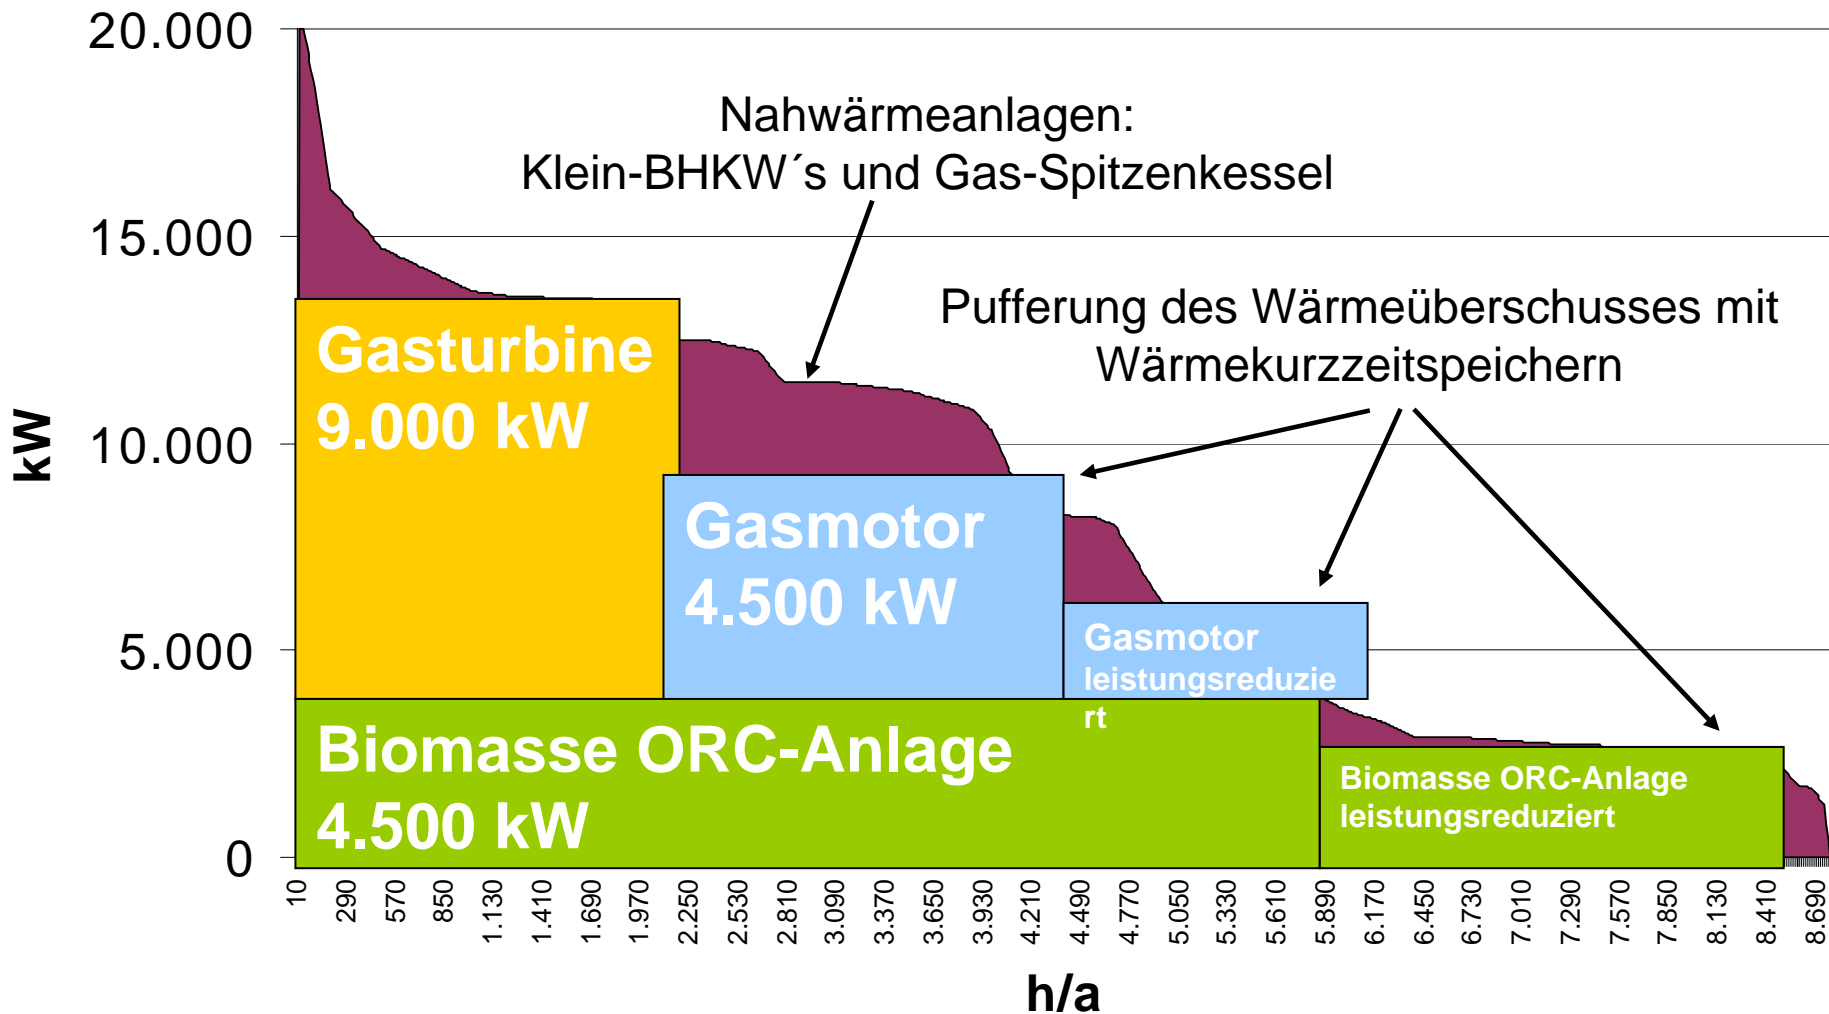 20.000
15.000
10.000
5.000
0
kW
Nahwärmeanlagen:
Klein-BHKW´s und Gas-Spitzenkessel
Pufferung des Wärmeüberschusses mit
Wärmekurzzeitspeichern
Gasturbine
9.000 kW
Gasmotor
4.500 kW
Gasmotor
leistungsreduzie
rt
Biomasse ORC-Anlage
4.500 kW
Biomasse ORC-Anlage
leistungsreduziert
10
290
570
850
1.130
1.410
1.690
1.970
2.250
2.530
2.810
3.090
3.370
3.650
3.930
4.210
4.490
4.770
5.050
5.330
5.610
5.890
6.170
6.450
6.730
7.010
7.290
7.570
7.850
8.130
8.410
8.690
h/a